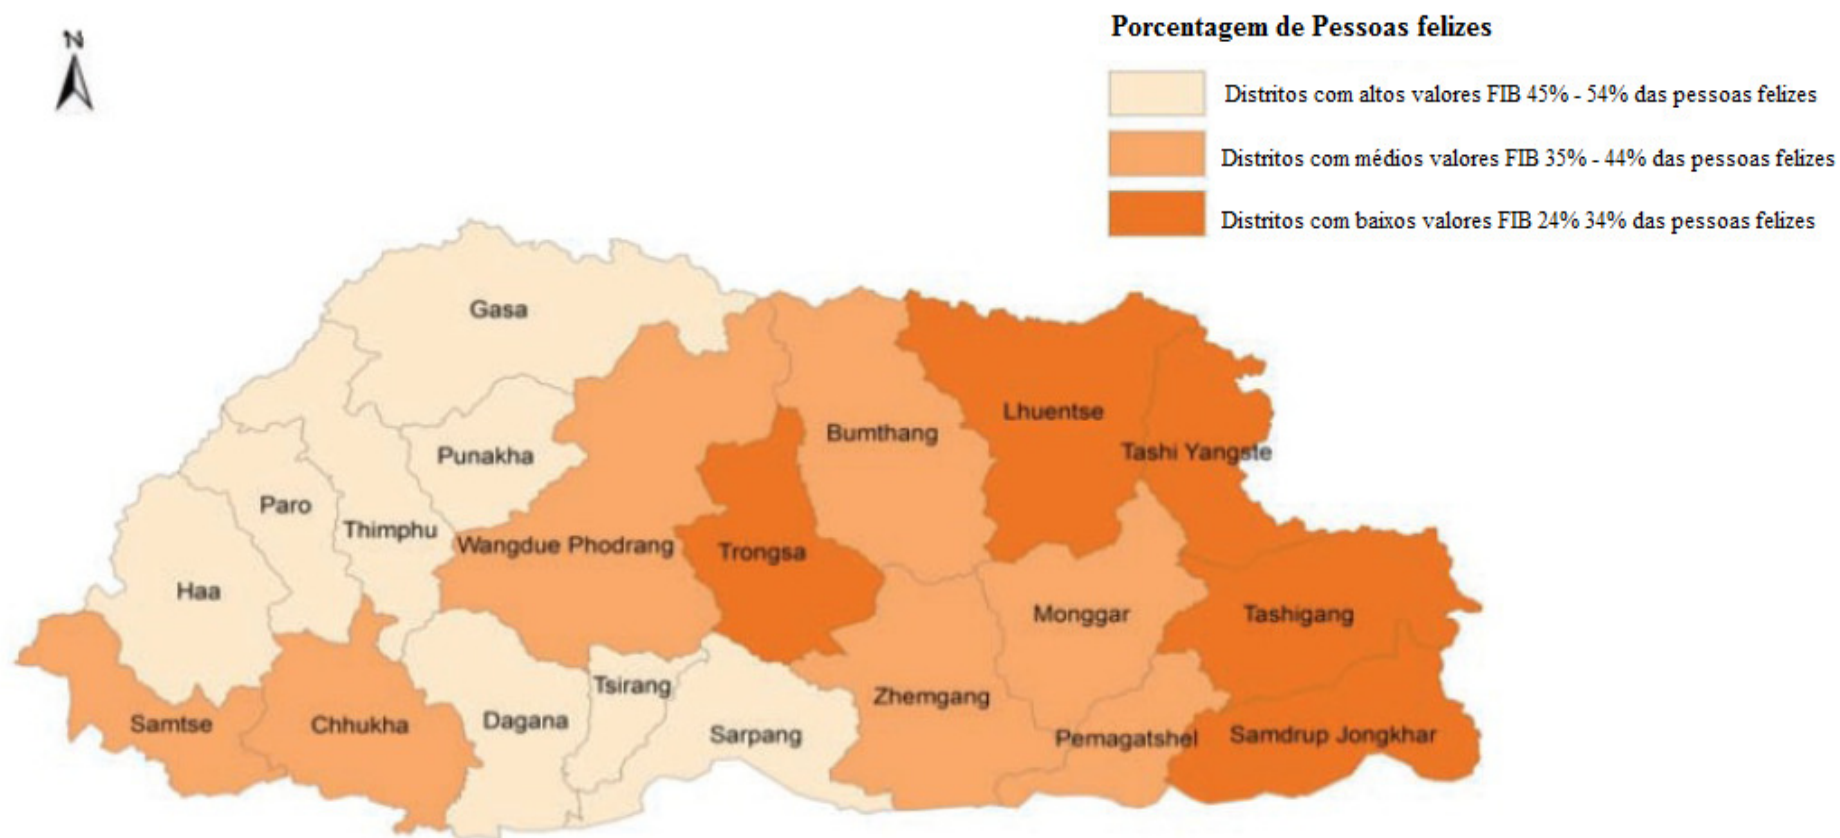 N
Porcentagem de Pessoas felizes
Distritos com altos valores FIB 45% - 54% das pessoas felizes
Distritos com médios valores FIB 35% - 44% das pessoas felizes
Distritos com baixos valores FIB 24% 34% das pessoas felizes
Gasa
Lhuentse
Bumthang
Tashi Yangste
Punakha
Paro
Thimphu
Wangdue Phodrang
Trongsa
Haa
Monggar
Tashigang
Tsirang
Zhemgang
Samtse
Chhukha
Dagana
Sarpang
Pemagatshel
Samdrup Jongkhar